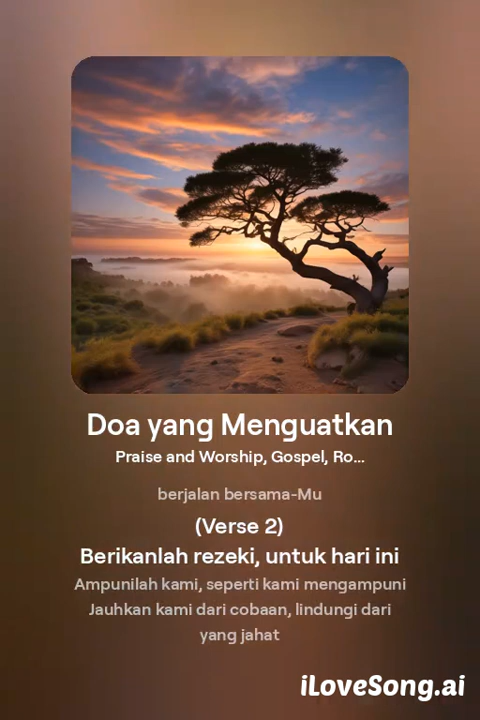 Doa yang Menguatkan
Praise and Worship, Gospel, Ro...
berjalan bersama-Mu
(Verse 2)
Berikanlah rezeki, untuk hari ini
Ampunilah kami, seperti kami mengampuni
Jauhkan kami dari cobaan, lindungi dari
yang jahat
iLoveSong.ai